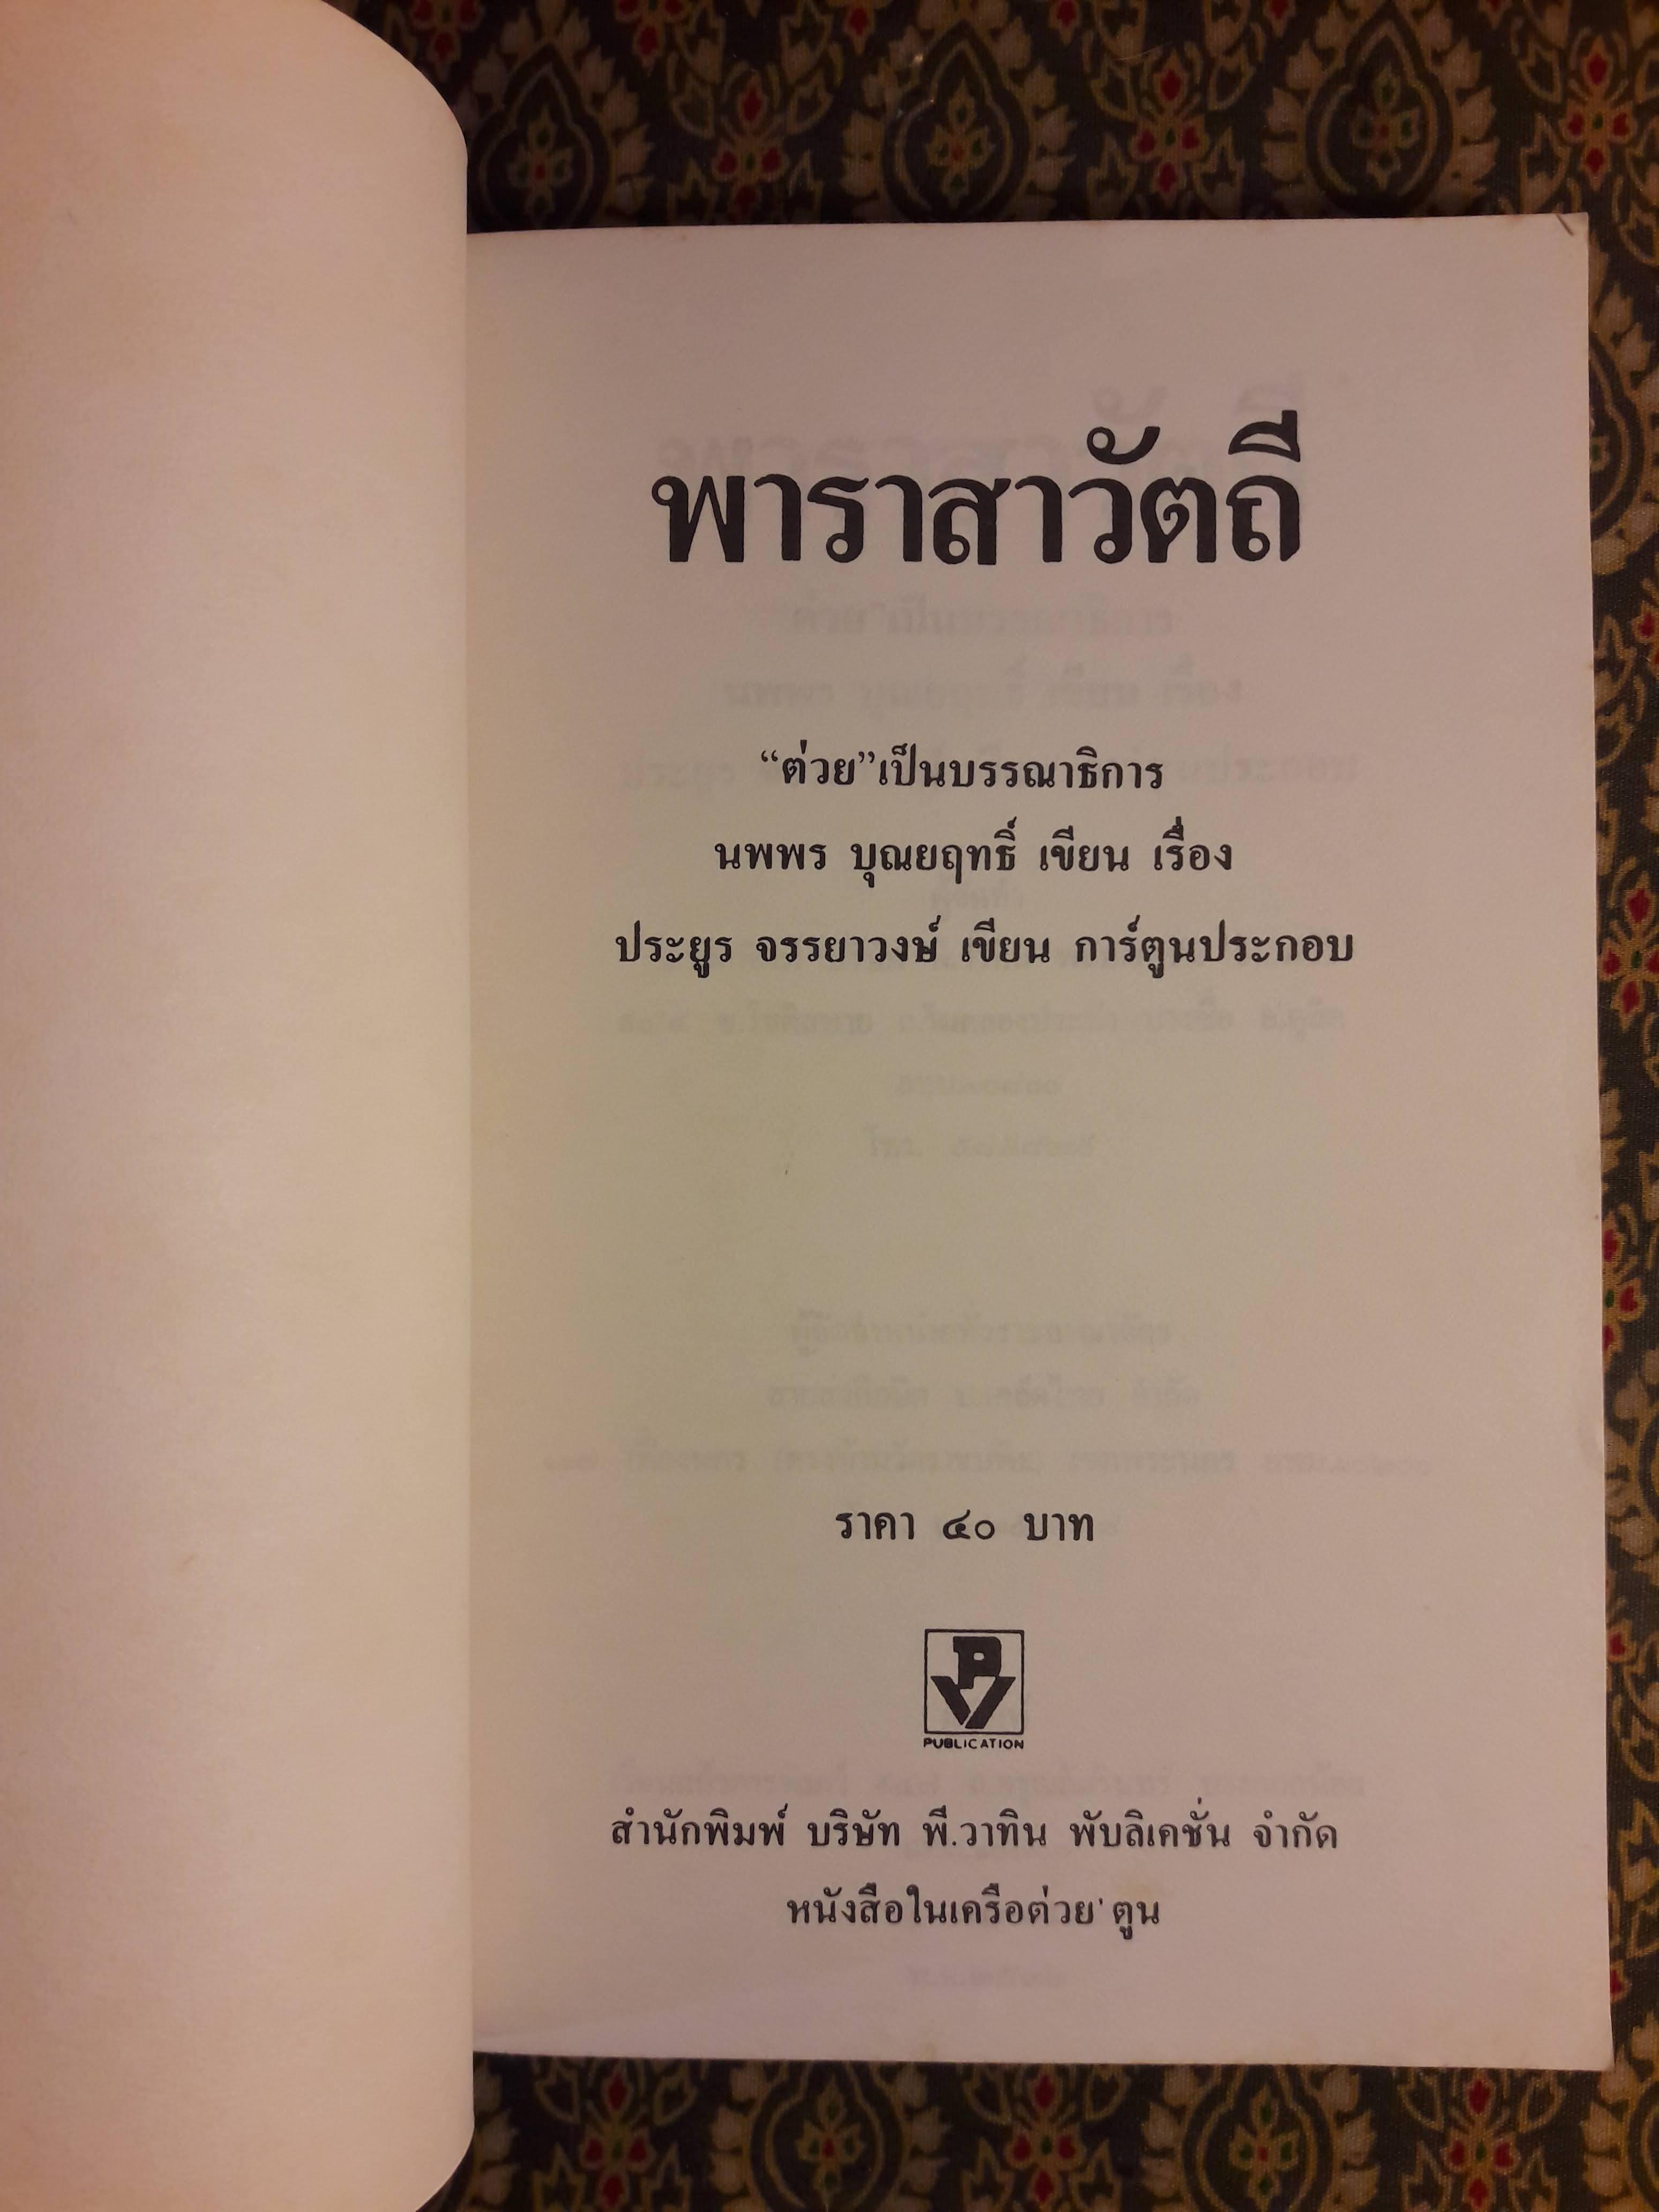 พาราสาวัตถี
“ต่วย”เป็นบรรณาธิการ
นพพร บุณยฤทธิ์ เขียน เรื่อง
ประยูร จรรยาวงษ์ เขียน การ์ตูนประกอบ
ราคา ๔๐ บาท
PV
PUBLICATION
สำนักพิมพ์ บริษัท พี.วาทิน พับลิเคชั่น จำกัด
หนังสือในเครือต่วย'ตูน